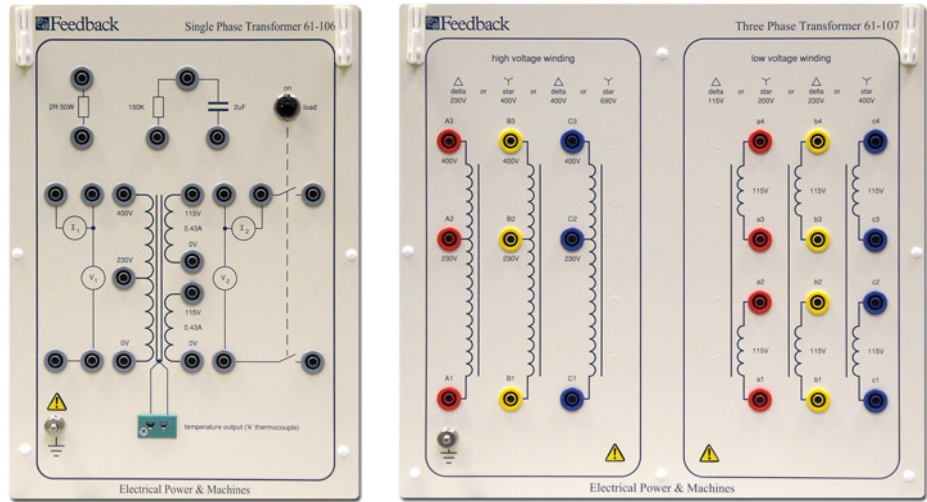 Feedback Single Phase Transformer 61-106
on
2R 50W 150K 2uF load
400V 115V
0.43A
I1 I2
0V
230V V1 V2
115V
0.43A
0V 0V
temperature output ('k' thermocouple)
Electrical Power & Machines
Feedback Three Phase Transformer 61-107
high voltage winding low voltage winding
delta or star or delta or star
230V 400V 400V 690V
delta or star or delta or star
115V 200V 230V 400V
A3 B3 C3 a4 b4 c4
400V 400V 400V
115V 115V 115V
A2 B2 C2 a3 b3 c3
230V 230V 230V
a2 b2 c2
115V 115V 115V
A1 B1 C1 a1 b1 c1
Electrical Power & Machines